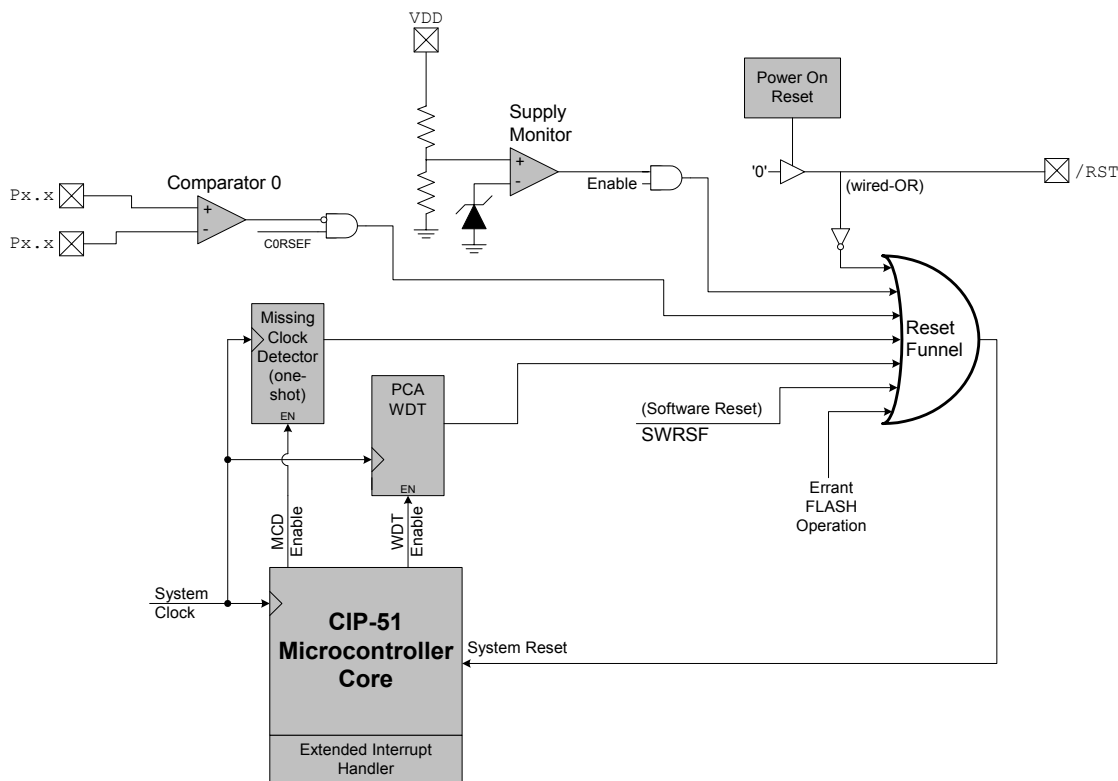 VDD
Power On
Reset
Supply
Monitor
+
-
Enable
'0'
(wired-OR)
/RST
Comparator 0
Px.x
Px.x
+
-
C0RSEF
Missing
Clock
Detector
(one-
shot)
EN
PCA
WDT
EN
Reset
Funnel
(Software Reset)
SWRSF
Errant
FLASH
Operation
MCD
Enable
WDT
Enable
System
Clock
CIP-51
Microcontroller
Core
System Reset
Extended Interrupt
Handler